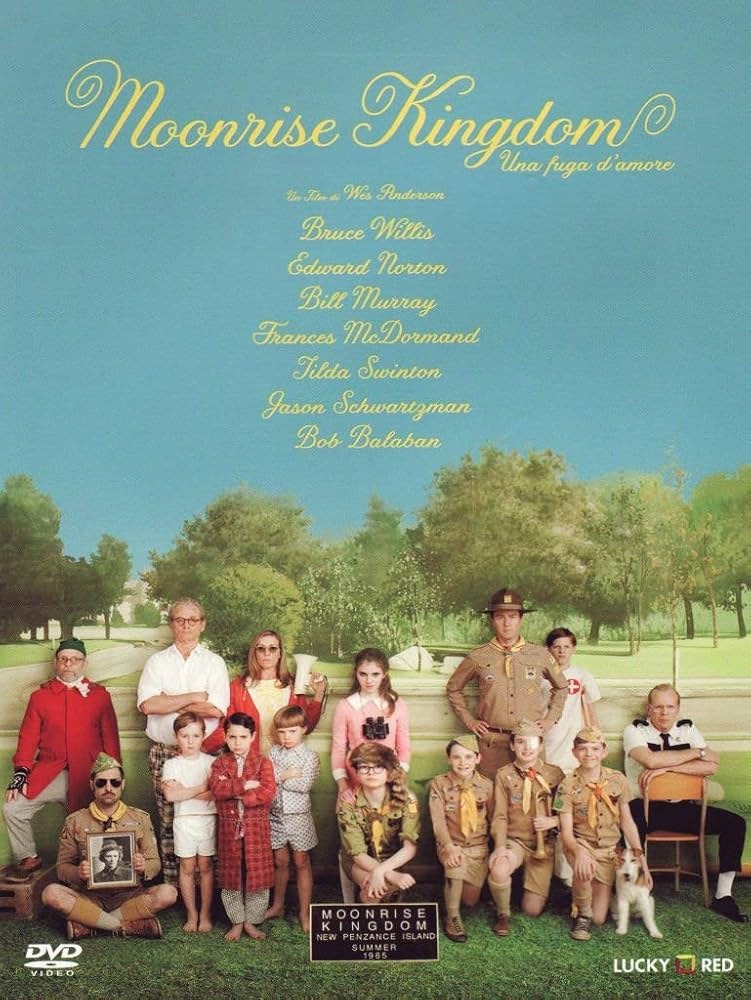 Moonrise Kingdom
Una fuga d'amore
Un Film di Wes Anderson
Bruce Willis
Edward Norton
Bill Murray
Frances McDormand
Tilda Swinton
Jason Schwartzman
Bob Balaban
MOONRISE
KINGDOM
NEW PENZANCE ISLAND
SUMMER
1965
DVD
VIDEO
LUCKY RED